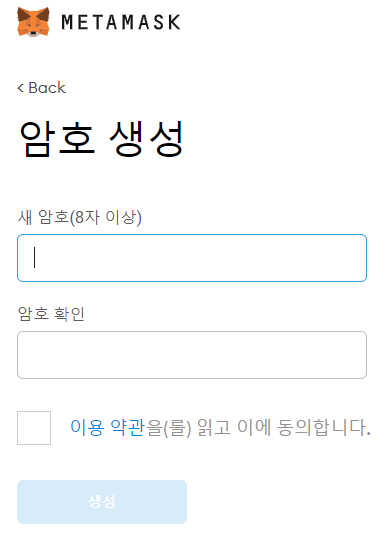 METAMASK
< Back
암호 생성
새 암호(8자 이상)
암호 확인
이용 약관을(를) 읽고 이에 동의합니다.
생성